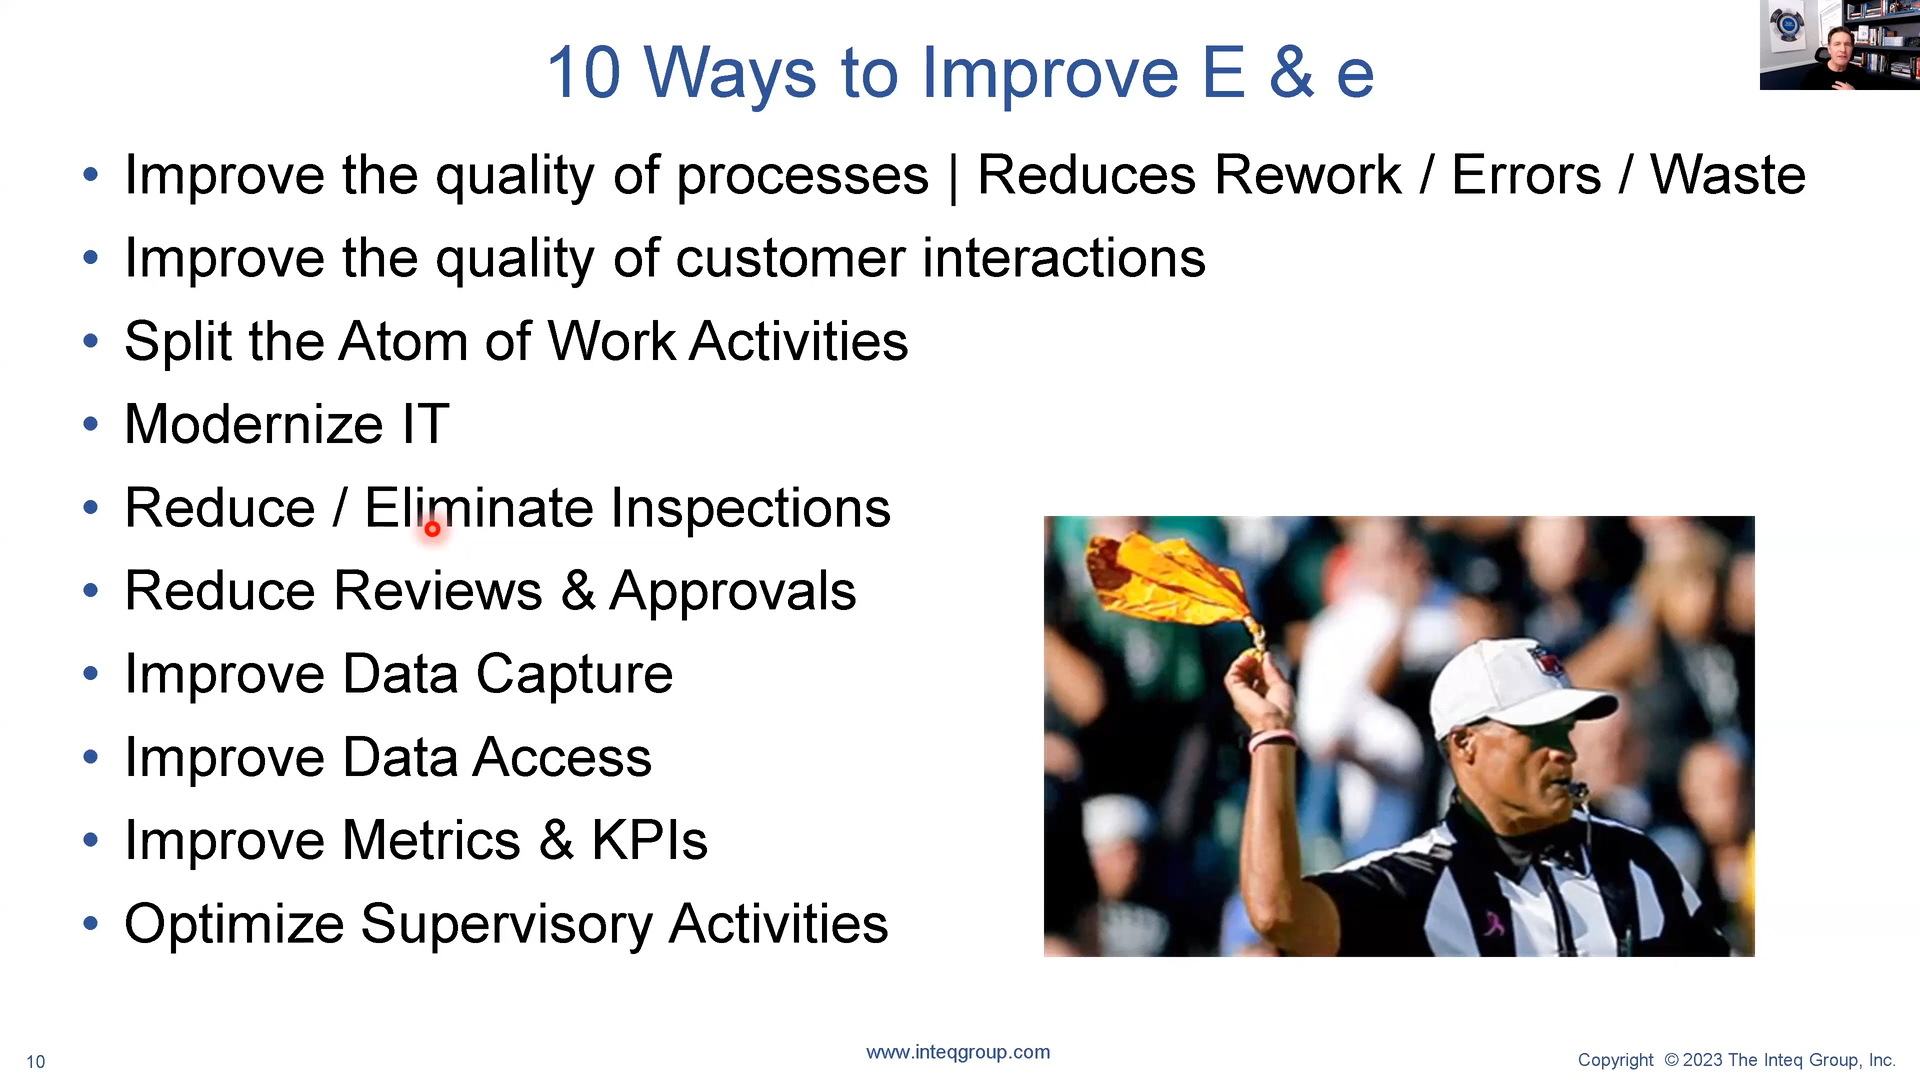 10 Ways to Improve E & e
• Improve the quality of processes | Reduces Rework / Errors / Waste
• Improve the quality of customer interactions
• Split the Atom of Work Activities
• Modernize IT
• Reduce / Eliminate Inspections
• Reduce Reviews & Approvals
• Improve Data Capture
• Improve Data Access
• Improve Metrics & KPIs
• Optimize Supervisory Activities
10
www.inteqgroup.com
Copyright © 2023 The Inteq Group, Inc.